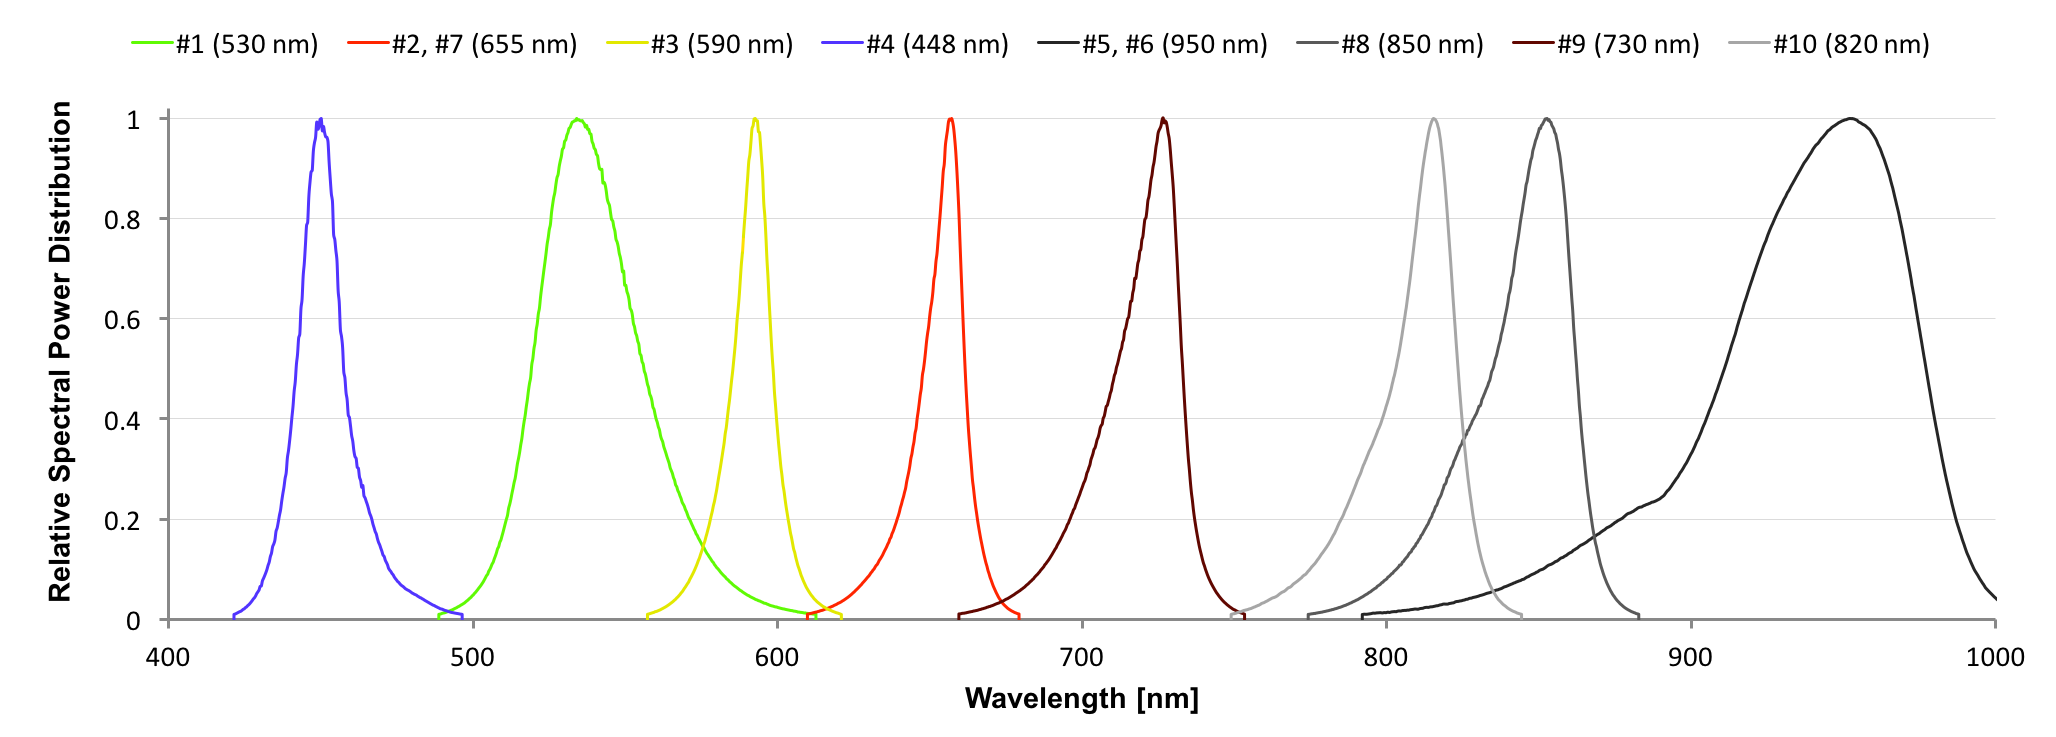 #1 (530 nm) #2, #7 (655 nm) #3 (590 nm) #4 (448 nm) #5, #6 (950 nm) #8 (850 nm) #9 (730 nm) #10 (820 nm)
Relative Spectral Power Distribution
1
0.8
0.6
0.4
0.2
0
400 500 600 700 800 900 1000
Wavelength [nm]